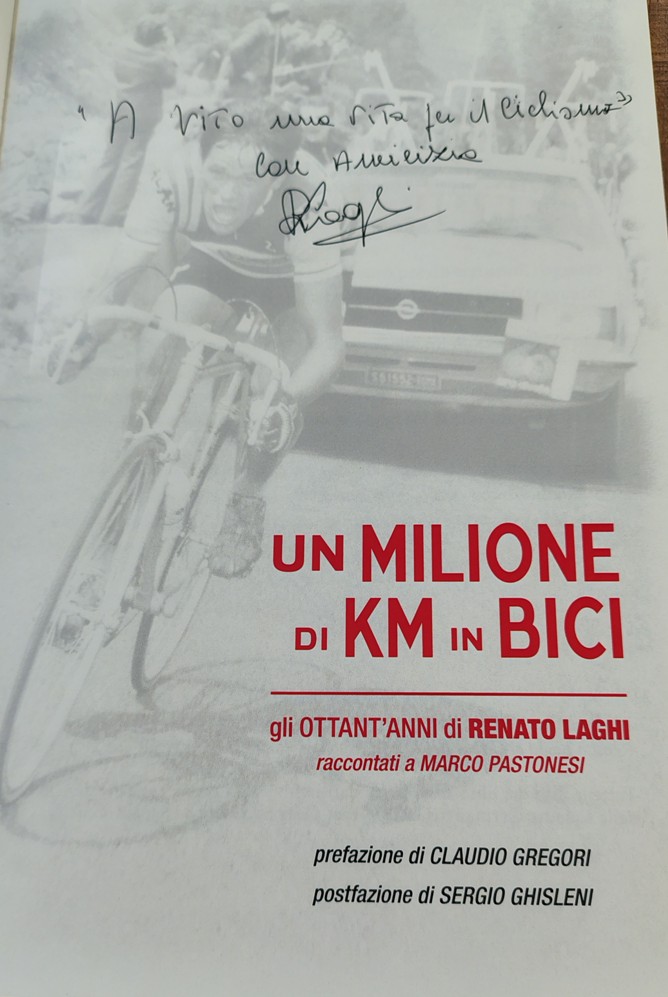 "A Vito una vita per il Ciclismo"
con Amicizia
RLaghi
UN MILIONE
DI KM IN BICI
gli OTTANT'ANNI di RENATO LAGHI
raccontati a MARCO PASTONESI
prefazione di CLAUDIO GREGORI
postfazione di SERGIO GHISLENI